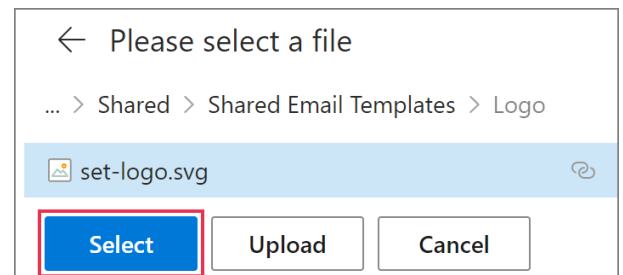 Please select a file
... > Shared > Shared Email Templates > Logo
set-logo.svg
Select Upload Cancel